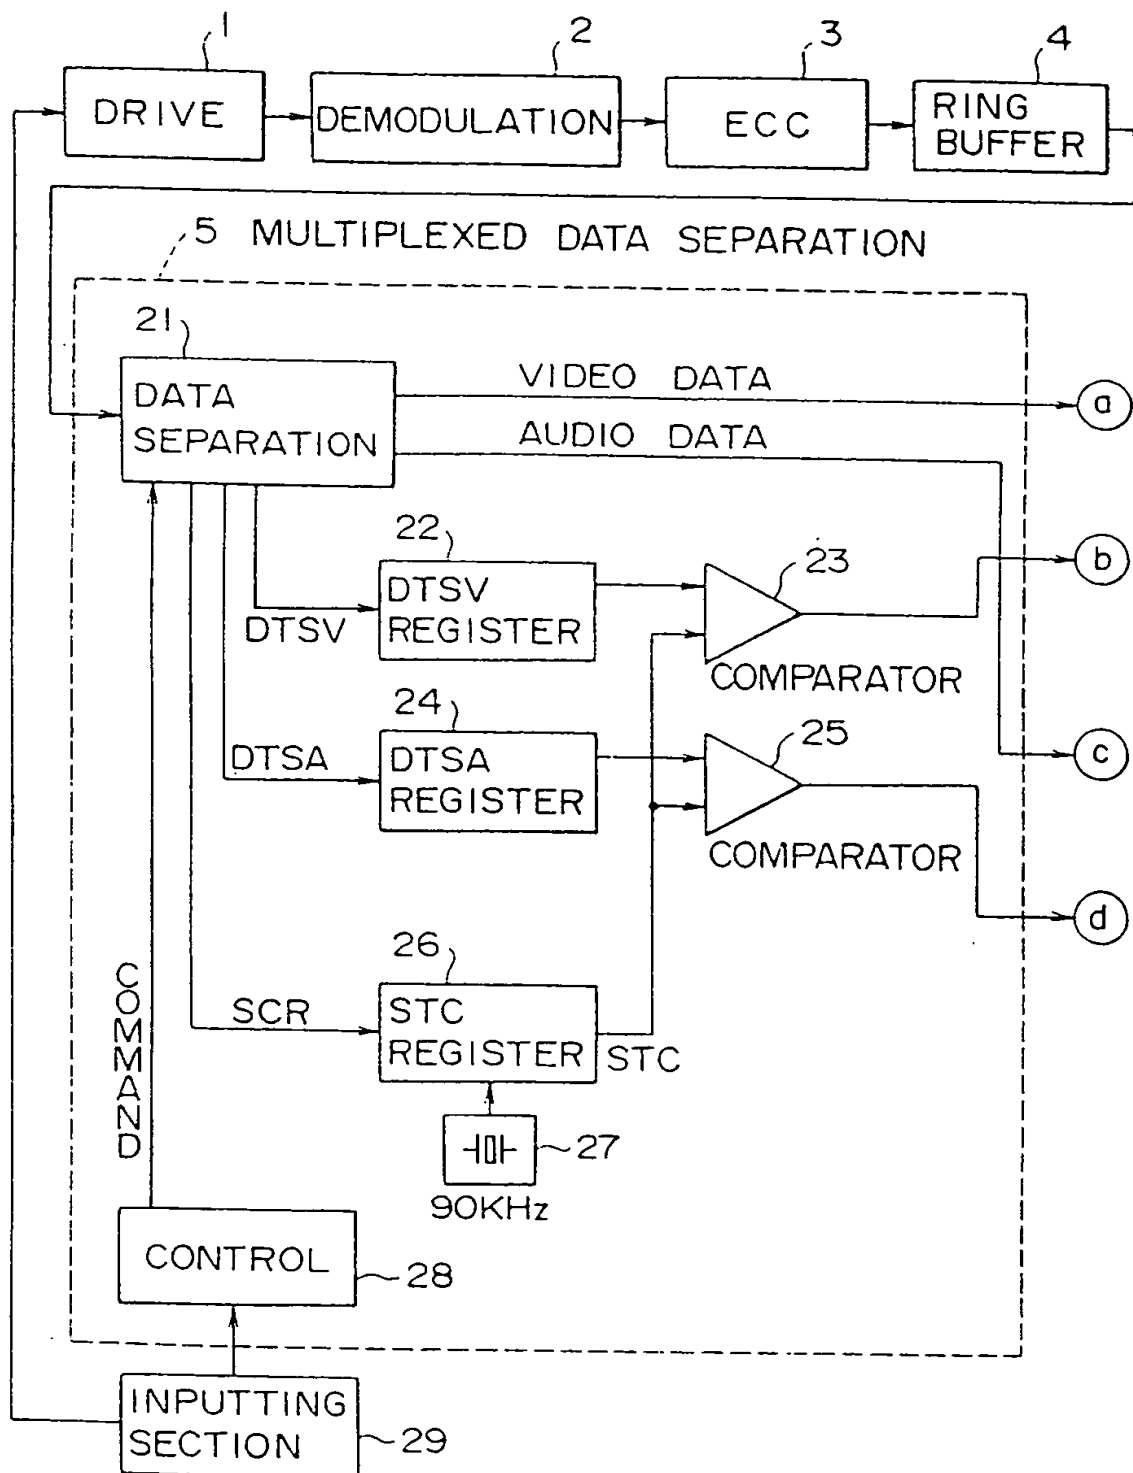 1
2
3
4
DRIVE
DEMODULATION
ECC
RING
BUFFER
5 MULTIPLEXED DATA SEPARATION
21
DATA
SEPARATION
VIDEO DATA
AUDIO DATA
a
b
c
d
22
DTSV
REGISTER
DTSV
23
COMPARATOR
24
DTSA
REGISTER
DTSA
25
COMPARATOR
26
STC
REGISTER
SCR
STC
27
90KHz
COMMAND
CONTROL
28
INPUTTING
SECTION
29